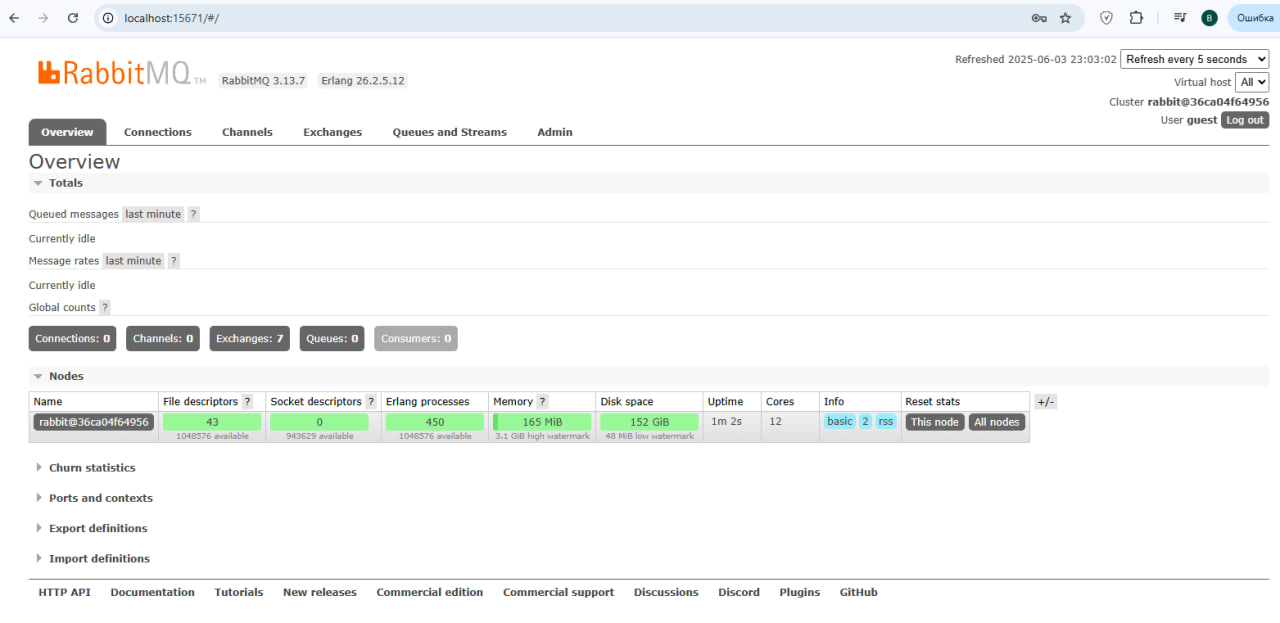 localhost:15671/#/
B
Ошибка
RabbitMQ TM RabbitMQ 3.13.7 Erlang 26.2.5.12
Refreshed 2025-06-03 23:03:02 Refresh every 5 seconds
Virtual host All
Cluster rabbit@36ca04f64956
User guest Log out
Overview Connections Channels Exchanges Queues and Streams Admin
Overview
Totals
Queued messages last minute ?
Currently idle
Message rates last minute ?
Currently idle
Global counts ?
Connections: 0 Channels: 0 Exchanges: 7 Queues: 0 Consumers: 0
Nodes
Name File descriptors ? Socket descriptors ? Erlang processes Memory ? Disk space Uptime Cores Info Reset stats +/-
rabbit@36ca04f64956 43 0 450 165 MiB 152 GiB 1m 2s 12 basic 2 rss This node All nodes
1048576 available 943629 available 1048576 available 3.1 GiB high watermark 48 MiB low watermark
Churn statistics
Ports and contexts
Export definitions
Import definitions
HTTP API Documentation Tutorials New releases Commercial edition Commercial support Discussions Discord Plugins GitHub